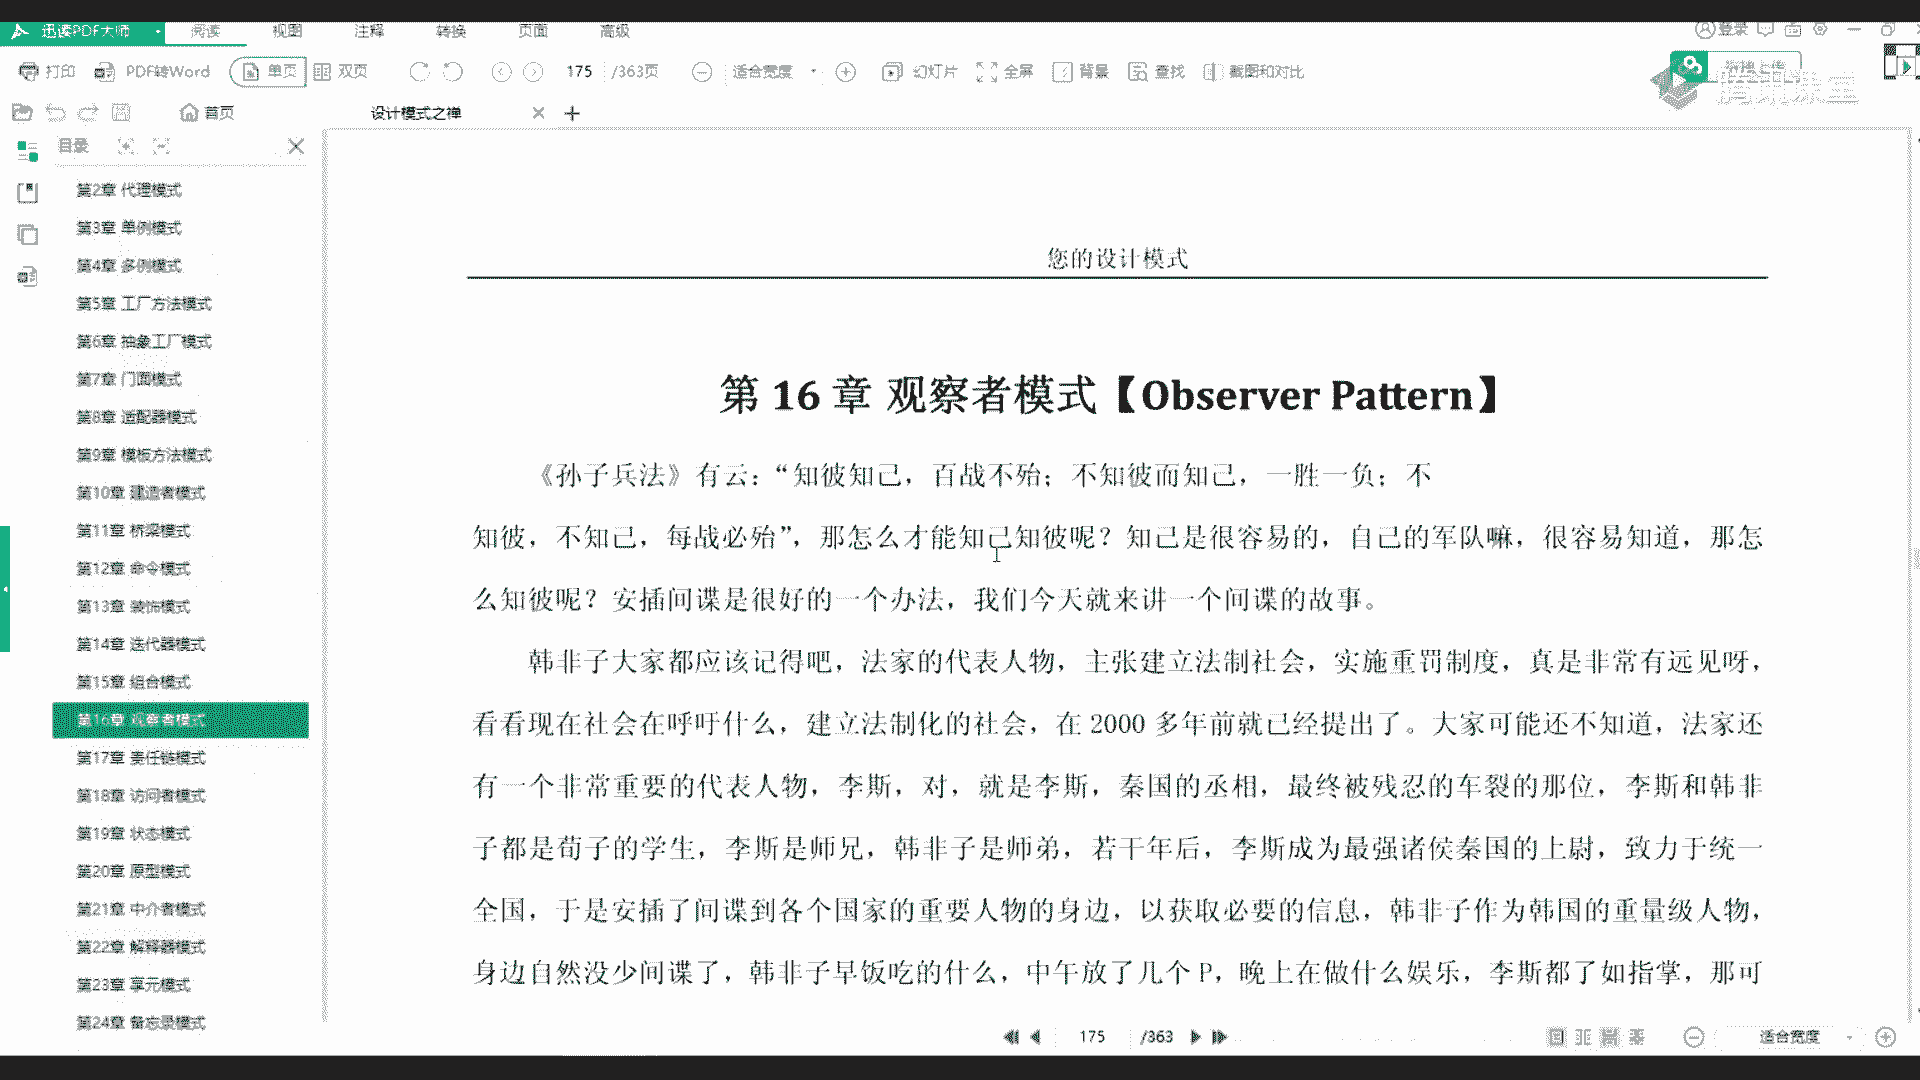 迅读PDF大师
阅读 视图 注释 转换 页面 高级
登录
打印 PDF转Word 单页 双页 175 /363页 适合宽度 幻灯片 全屏 背景 查找 截图和对比
腾讯课堂
首页 设计模式之禅
目录
第2章 代理模式
第3章 单例模式
第4章 多例模式
第5章 工厂方法模式
第6章 抽象工厂模式
第7章 门面模式
第8章 适配器模式
第9章 模板方法模式
第10章 建造者模式
第11章 桥梁模式
第12章 命令模式
第13章 装饰模式
第14章 迭代器模式
第15章 组合模式
第16章 观察者模式
第17章 责任链模式
第18章 访问者模式
第19章 状态模式
第20章 原型模式
第21章 中介者模式
第22章 解释器模式
第23章 享元模式
第24章 备忘录模式
您的设计模式
第 16 章 观察者模式【Observer Pattern】
《孙子兵法》有云：“知彼知己，百战不殆；不知彼而知己，一胜一负；不
知彼，不知己，每战必殆”，那怎么才能知己知彼呢？知己是很容易的，自己的军队嘛，很容易知道，那怎
么知彼呢？安插间谍是很好的一个办法，我们今天就来讲一个间谍的故事。
韩非子大家都应该记得吧，法家的代表人物，主张建立法制社会，实施重罚制度，真是非常有远见呀，
看看现在社会在呼吁什么，建立法制化的社会，在 2000 多年前就已经提出了。大家可能还不知道，法家还
有一个非常重要的代表人物，李斯，对，就是李斯，秦国的丞相，最终被残忍的车裂的那位，李斯和韩非
子都是荀子的学生，李斯是师兄，韩非子是师弟，若干年后，李斯成为最强诸侯秦国的上尉，致力于统一
全国，于是安插了间谍到各个国家的重要人物的身边，以获取必要的信息，韩非子作为韩国的重量级人物，
身边自然没少间谍了，韩非子早饭吃的什么，中午放了几个 P，晚上在做什么娱乐，李斯都了如指掌，那可
175 /363 适合宽度